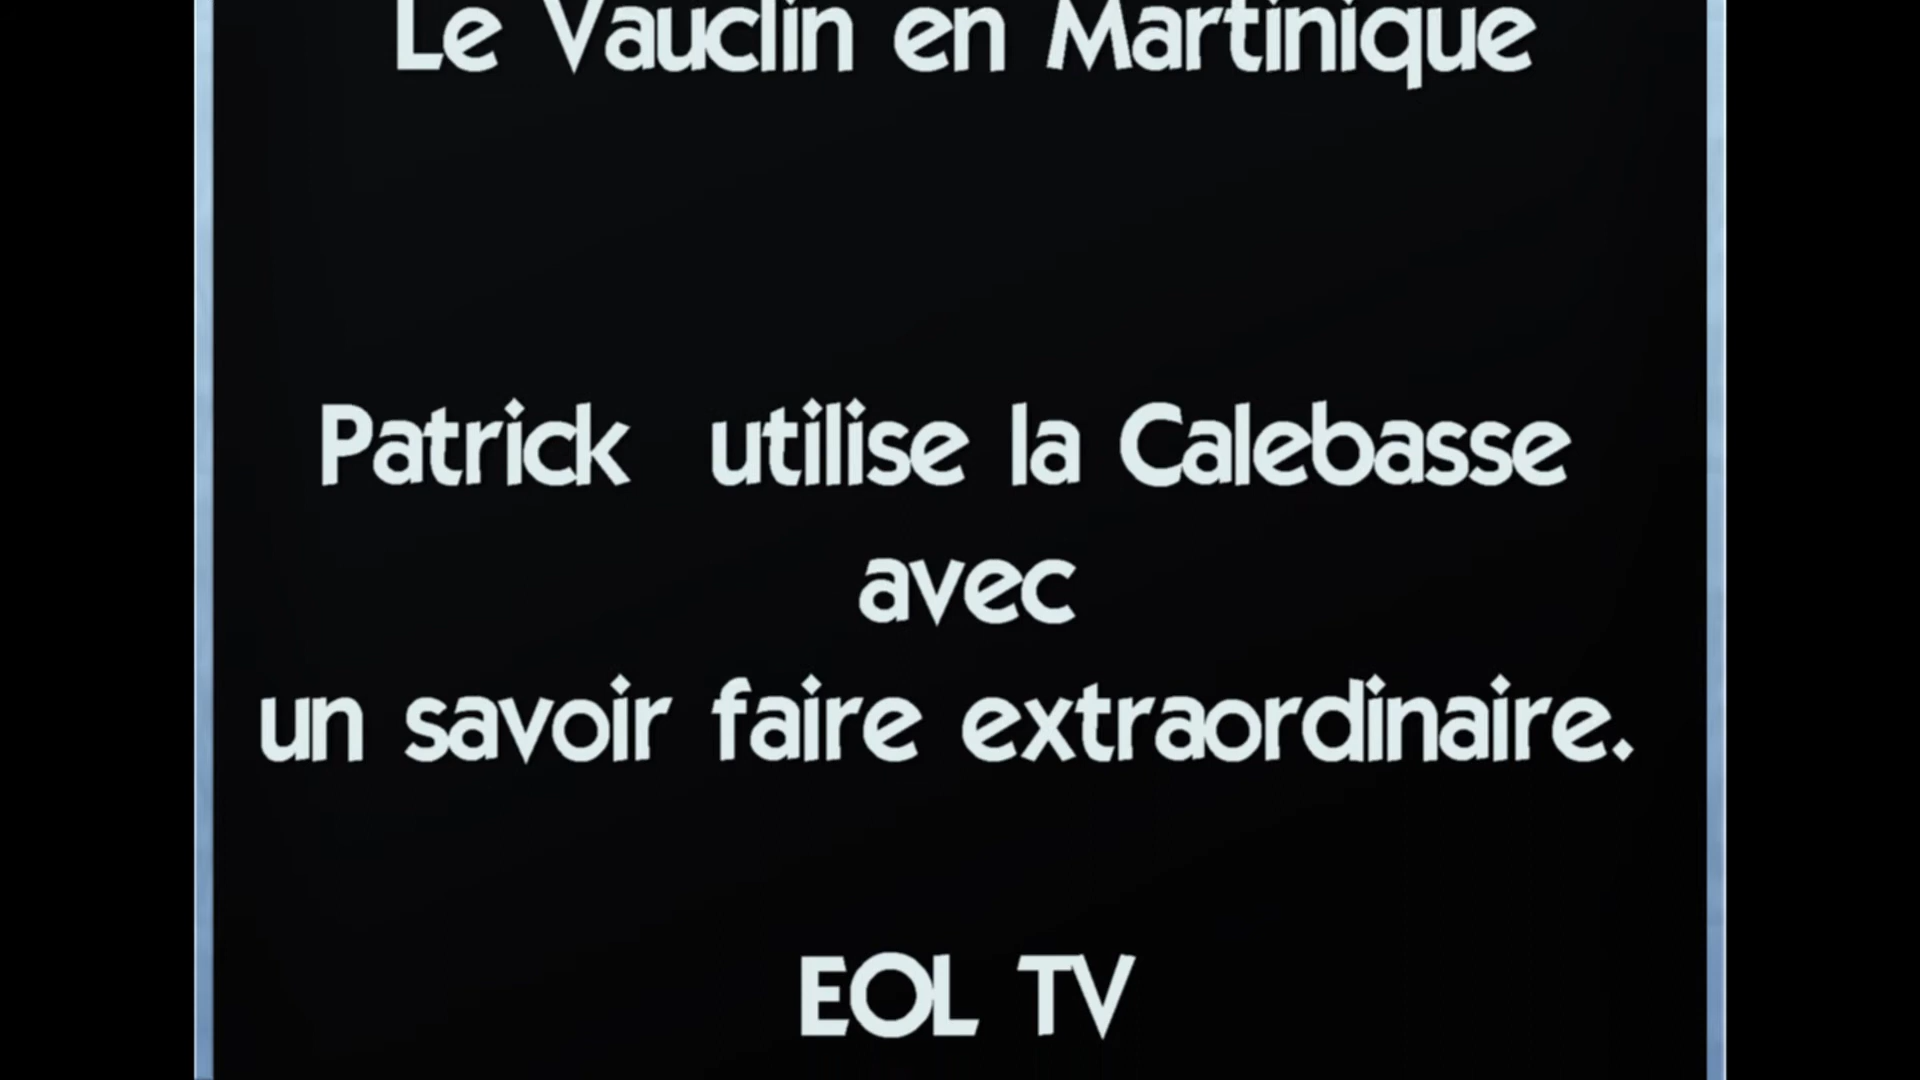 Le Vauclin en Martinique
Patrick utilise la Calebasse
avec
un savoir faire extraordinaire.
EOL TV